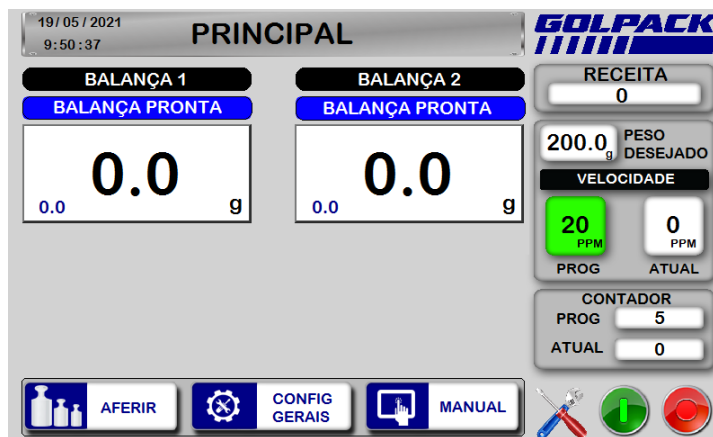 19/05/2021
9:50:37
PRINCIPAL
GOLPACK
BALANÇA 1
BALANÇA PRONTA
0.0
0.0 g
BALANÇA 2
BALANÇA PRONTA
0.0
0.0 g
RECEITA
0
200.0 g
PESO
DESEJADO
VELOCIDADE
20
PPM
PROG
0
PPM
ATUAL
CONTADOR
PROG 5
ATUAL 0
AFERIR
CONFIG
GERAIS
MANUAL